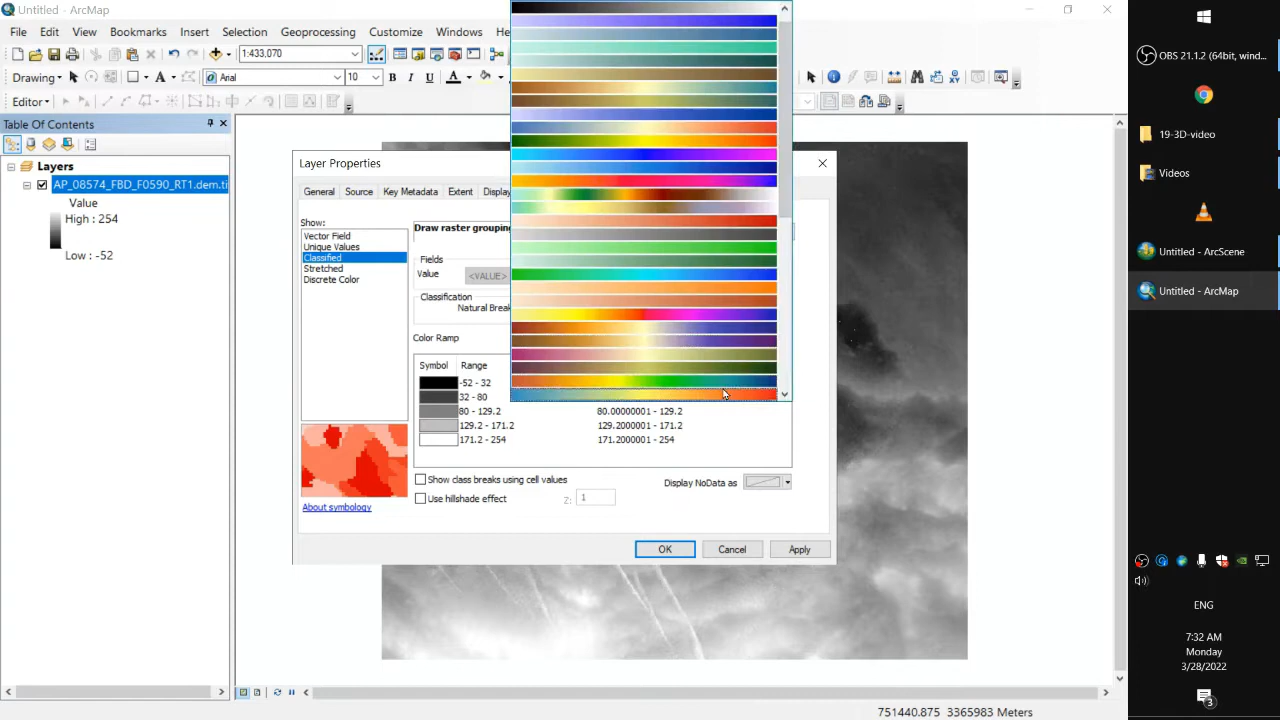 Untitled - ArcMap
File Edit View Bookmarks Insert Selection Geoprocessing Customize Windows
1:433,070
Drawing Arial 10 B I U A
Editor
Table Of Contents
Layers
AP_08574_FBD_F0590_RT1.dem.ti
Value
High : 254
Low : -52
Layer Properties
General Source Key Metadata Extent Display
Show:
Vector Field
Unique Values
Classified
Stretched
Discrete Color
About symbology
Draw raster grouping
Fields
Value <VALUE>
Classification
Natural Break
Color Ramp
Symbol Range
-52 - 32
32 - 80
80 - 129.2 80.00000001 - 129.2
129.2 - 171.2 129.2000001 - 171.2
171.2 - 254 171.2000001 - 254
Show class breaks using cell values
Display NoData as
Use hillshade effect Z: 1
OK Cancel Apply
751440.875 3365983 Meters
OBS 21.1.2 (64bit, wind...
19-3D-video
Videos
Untitled - ArcScene
Untitled - ArcMap
ENG
7:32 AM
Monday
3/28/2022
3